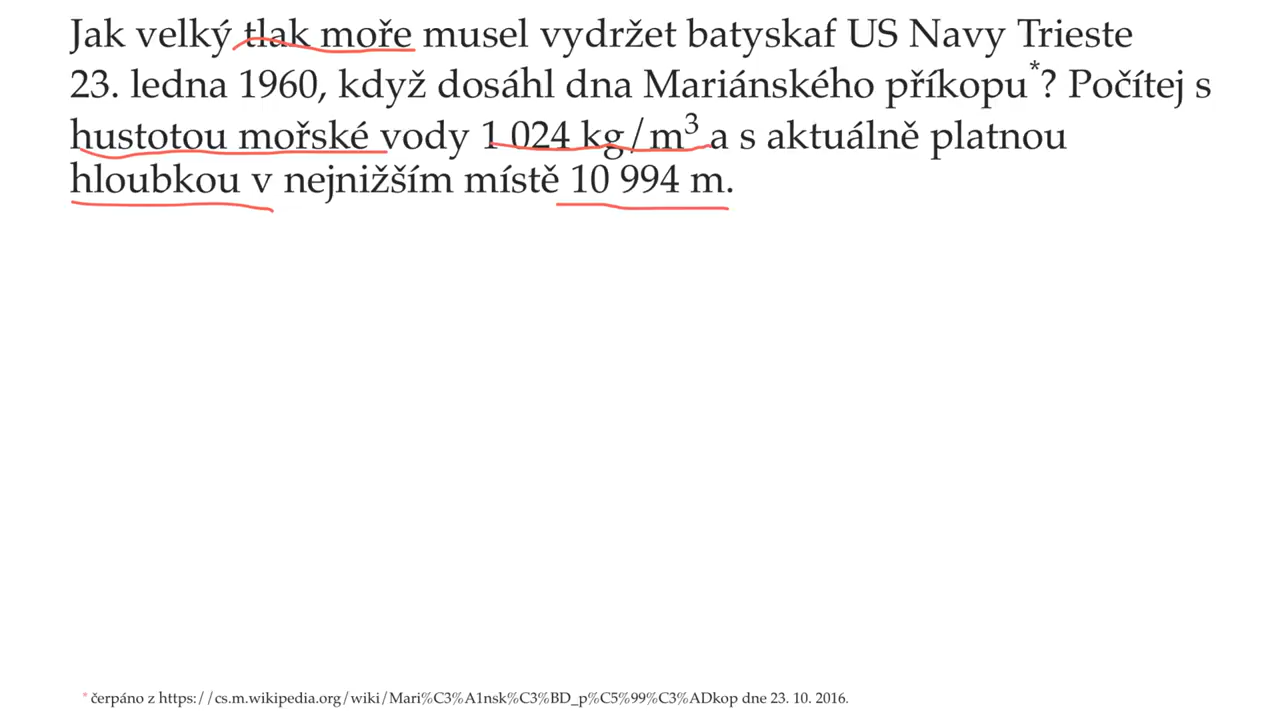 Jak velký tlak moře musel vydržet batyskaf US Navy Trieste
23. ledna 1960, když dosáhl dna Mariánského příkopu*? Počítej s
hustotou mořské vody 1 024 kg/m³ a s aktuálně platnou
hloubkou v nejnižším místě 10 994 m.
* čerpáno z https://cs.m.wikipedia.org/wiki/Mari%C3%A1nsk%C3%BD_p%C5%99%C3%ADkop dne 23. 10. 2016.